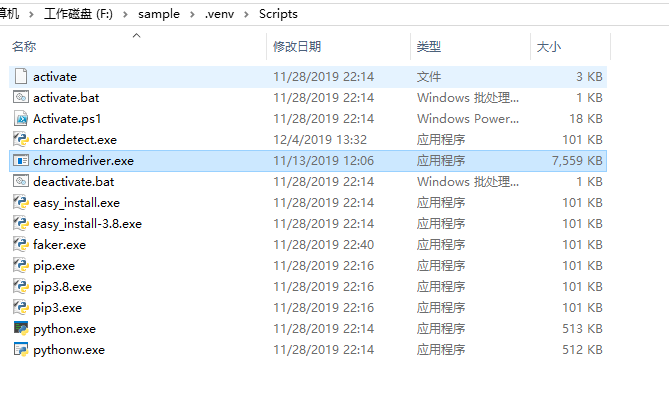 算机 > 工作磁盘 (F:) > sample > .venv > Scripts
名称 修改日期 类型 大小
activate 11/28/2019 22:14 文件 3 KB
activate.bat 11/28/2019 22:14 Windows 批处理... 1 KB
Activate.ps1 11/28/2019 22:14 Windows Power... 18 KB
chardetect.exe 12/4/2019 13:32 应用程序 101 KB
chromedriver.exe 11/13/2019 12:06 应用程序 7,559 KB
deactivate.bat 11/28/2019 22:14 Windows 批处理... 1 KB
easy_install.exe 11/28/2019 22:14 应用程序 101 KB
easy_install-3.8.exe 11/28/2019 22:14 应用程序 101 KB
faker.exe 11/28/2019 22:40 应用程序 101 KB
pip.exe 11/28/2019 22:16 应用程序 101 KB
pip3.8.exe 11/28/2019 22:16 应用程序 101 KB
pip3.exe 11/28/2019 22:16 应用程序 101 KB
python.exe 11/28/2019 22:14 应用程序 513 KB
pythonw.exe 11/28/2019 22:14 应用程序 512 KB